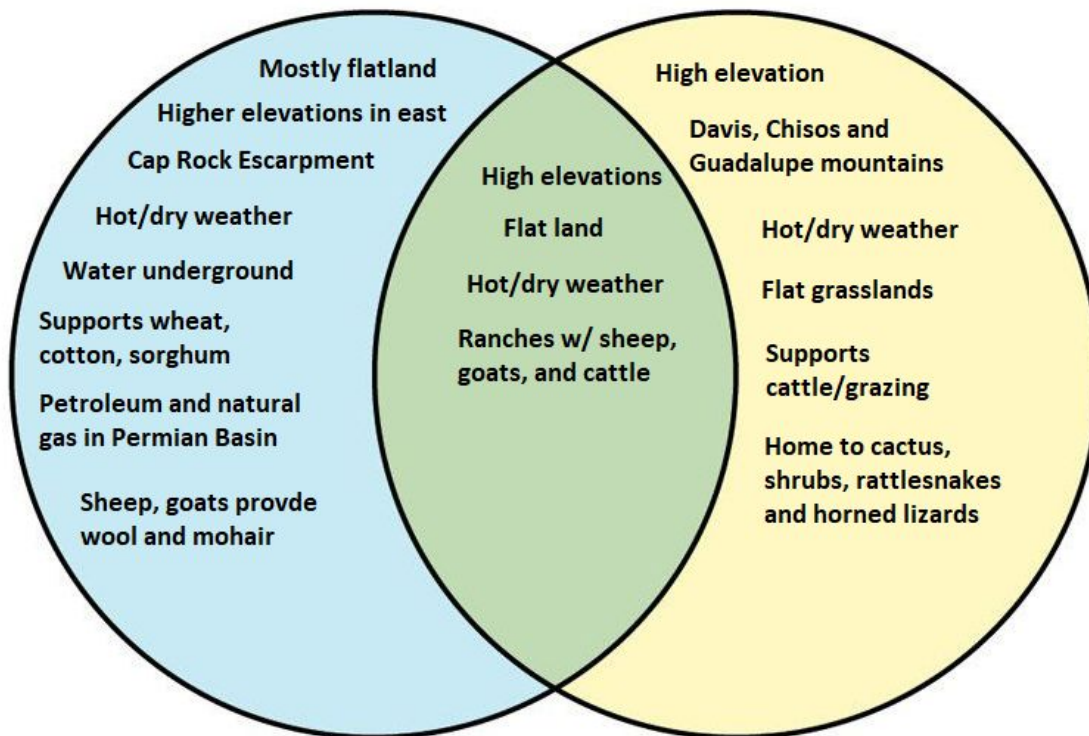 Mostly flatland
Higher elevations in east
Cap Rock Escarpment
Hot/dry weather
Water underground
Supports wheat,
cotton, sorghum
Petroleum and natural
gas in Permian Basin
Sheep, goats provde
wool and mohair
High elevations
Flat land
Hot/dry weather
Ranches w/ sheep,
goats, and cattle
High elevation
Davis, Chisos and
Guadalupe mountains
Hot/dry weather
Flat grasslands
Supports
cattle/grazing
Home to cactus,
shrubs, rattlesnakes
and horned lizards